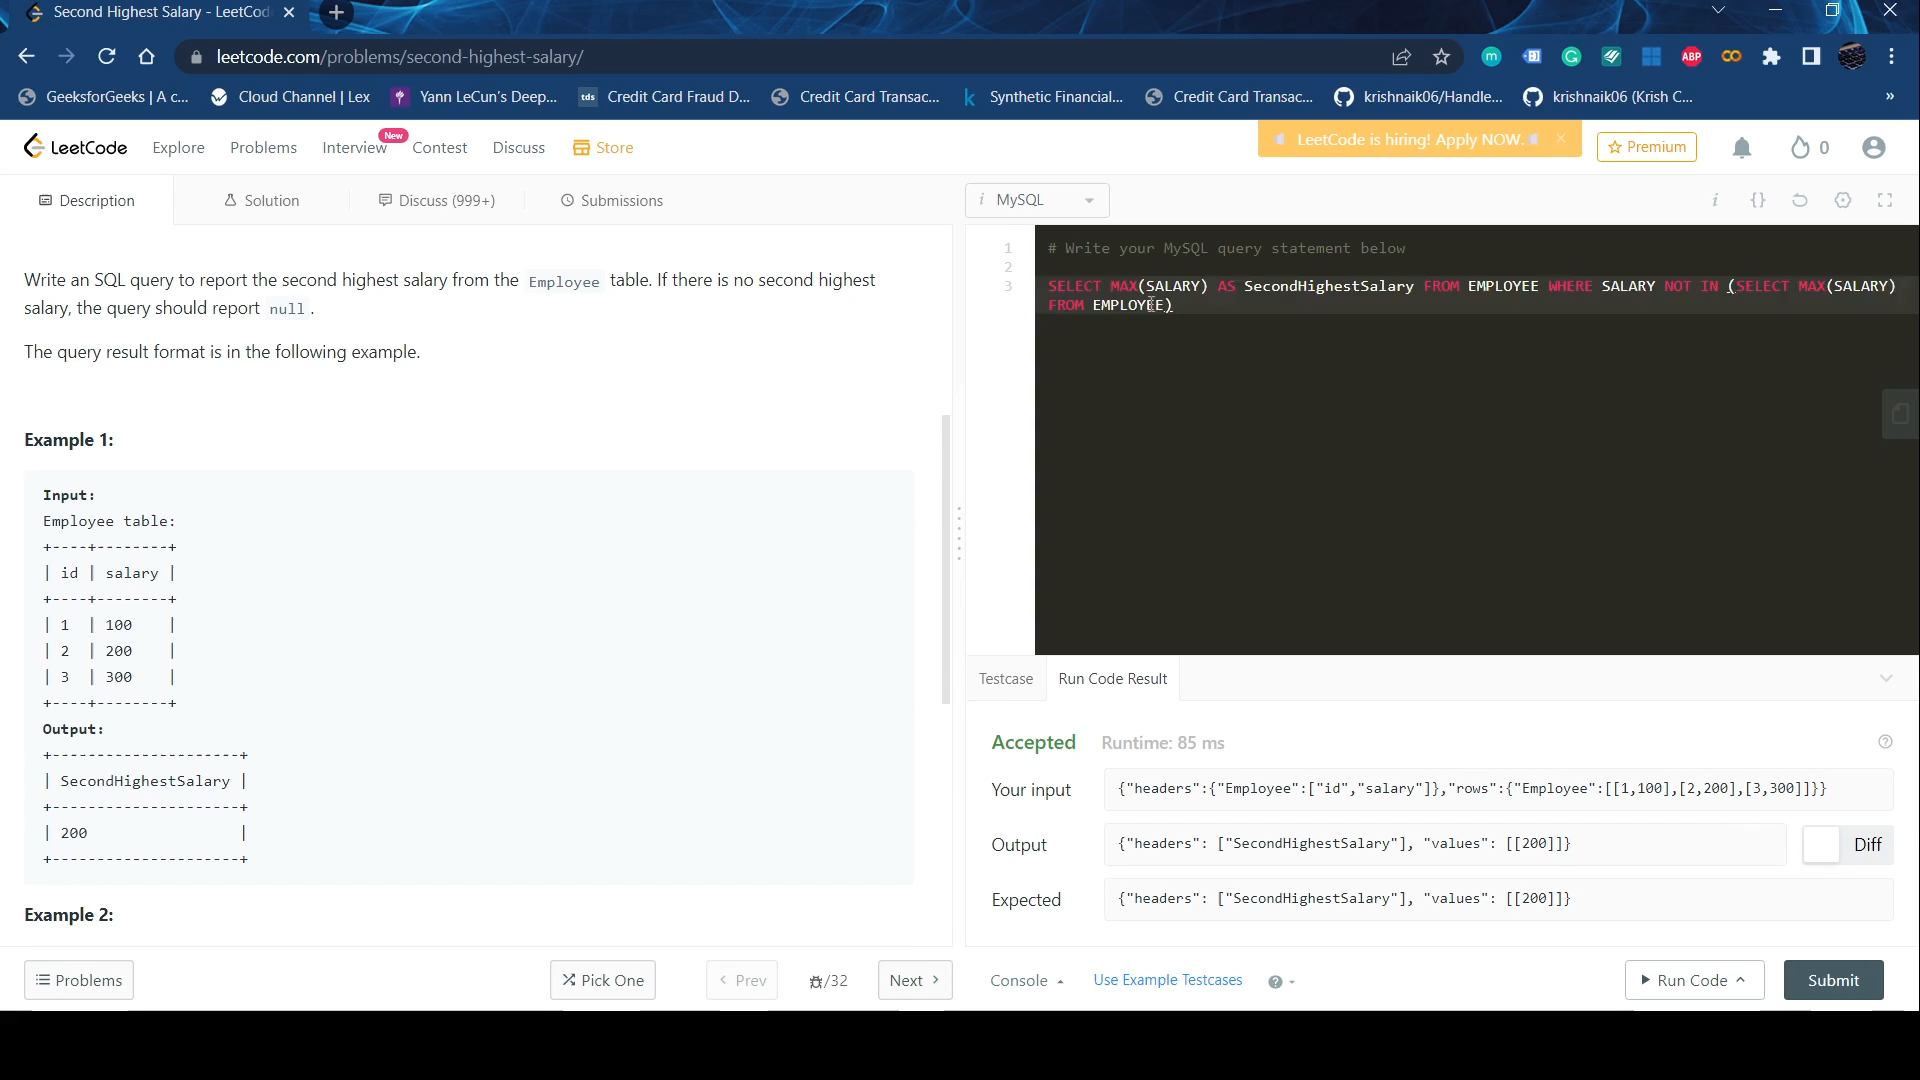 Second Highest Salary - LeetCod
leetcode.com/problems/second-highest-salary/
GeeksforGeeks | A c...
Cloud Channel | Lex
Yann LeCun's Deep...
tds
Credit Card Fraud D...
Credit Card Transac...
Synthetic Financial...
Credit Card Transac...
krishnaik06/Handle...
krishnaik06 (Krish C...
»
LeetCode
Explore
Problems
Interview
New
Contest
Discuss
Store
LeetCode is hiring! Apply NOW.
Premium
0
Description
Solution
Discuss (999+)
Submissions
i MySQL
Write an SQL query to report the second highest salary from the Employee table. If there is no second highest
salary, the query should report null .
The query result format is in the following example.
Example 1:
Input:
Employee table:
+----+--------+
| id | salary |
+----+--------+
| 1 | 100 |
| 2 | 200 |
| 3 | 300 |
+----+--------+
Output:
+---------------------+
| SecondHighestSalary |
+---------------------+
| 200 |
+---------------------+
Example 2:
1 # Write your MySQL query statement below
2
3 SELECT MAX(SALARY) AS SecondHighestSalary FROM EMPLOYEE WHERE SALARY NOT IN (SELECT MAX(SALARY)
FROM EMPLOYEE)
Testcase
Run Code Result
Accepted Runtime: 85 ms
Your input {"headers":{"Employee":["id","salary"]},"rows":{"Employee":[[1,100],[2,200],[3,300]]}}
Output {"headers": ["SecondHighestSalary"], "values": [[200]]}
Diff
Expected {"headers": ["SecondHighestSalary"], "values": [[200]]}
Problems
Pick One
Prev
/32
Next
Console
Use Example Testcases
Run Code
Submit